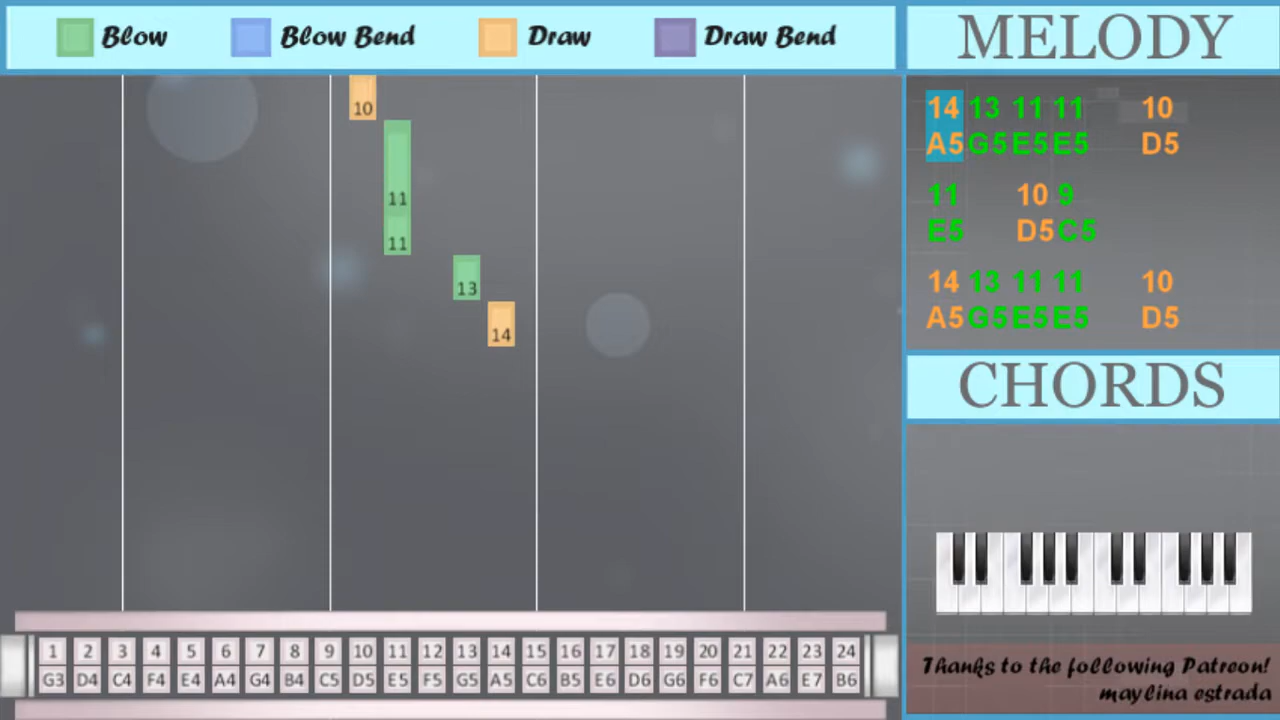 Blow Blow Bend Draw Draw Bend
MELODY
10
11
11
13
14
14 13 11 11 10
A5 G5 E5 E5 D5
11 10 9
E5 D5 C5
14 13 11 11 10
A5 G5 E5 E5 D5
CHORDS
1 2 3 4 5 6 7 8 9 10 11 12 13 14 15 16 17 18 19 20 21 22 23 24
G3 D4 C4 F4 E4 A4 G4 B4 C5 D5 E5 F5 G5 A5 C6 B5 E6 D6 G6 F6 C7 A6 E7 B6
Thanks to the following Patreon!
maylina estrada